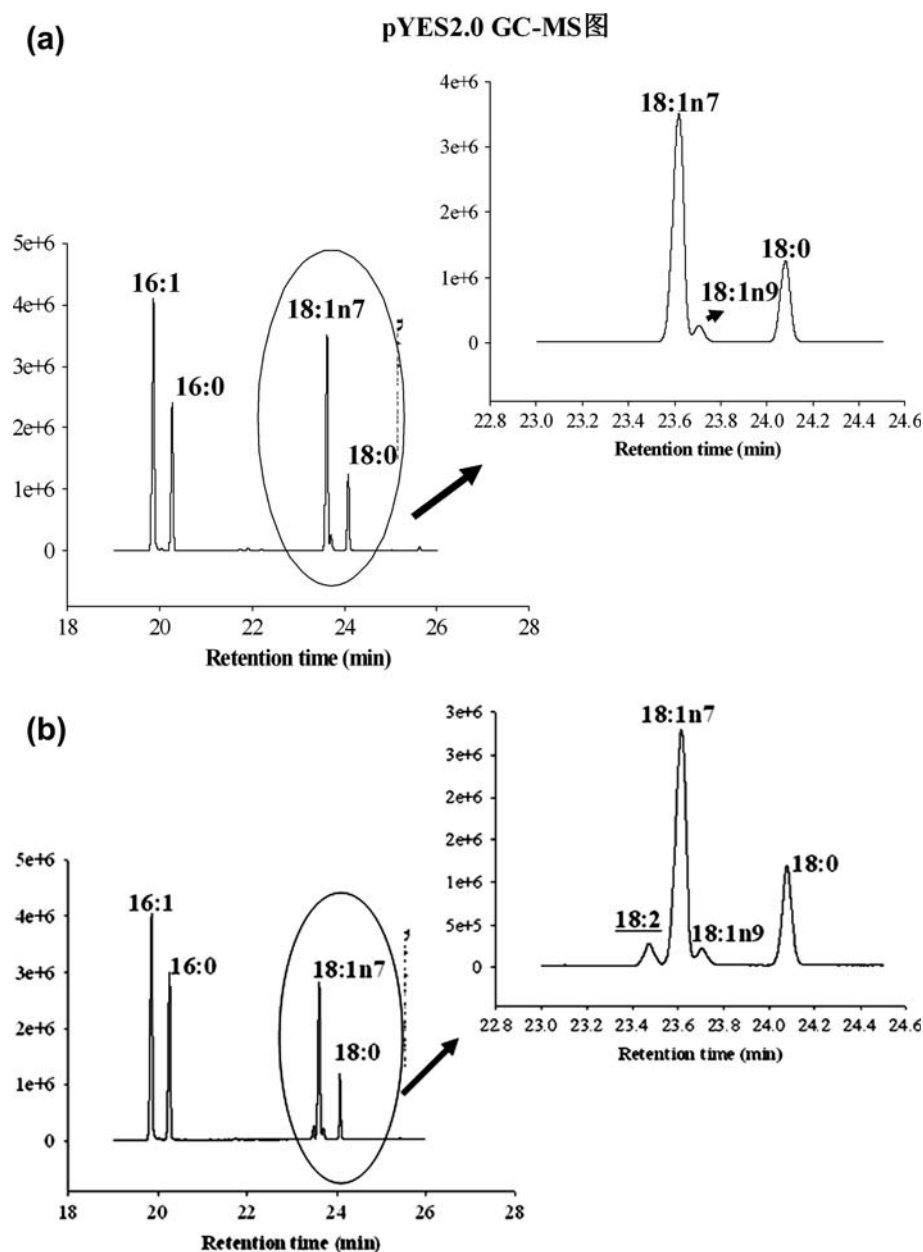 (a)
pYES2.0 GC-MS图
4e+6
3e+6
2e+6
1e+6
0
18:1n7
18:1n9
18:0
22.8 23.0 23.2 23.4 23.6 23.8 24.0 24.2 24.4 24.6
Retention time (min)
5e+6
4e+6
3e+6
2e+6
1e+6
0
16:1
16:0
18:1n7
18:0
18 20 22 24 26 28
Retention time (min)
(b)
3e+6
3e+6
2e+6
2e+6
1e+6
5e+5
0
18:2
18:1n7
18:1n9
18:0
22.8 23.0 23.2 23.4 23.6 23.8 24.0 24.2 24.4 24.6
Retention time (min)
5e+6
4e+6
3e+6
2e+6
1e+6
0
16:1
16:0
18:1n7
18:0
18 20 22 24 26 28
Retention time (min)